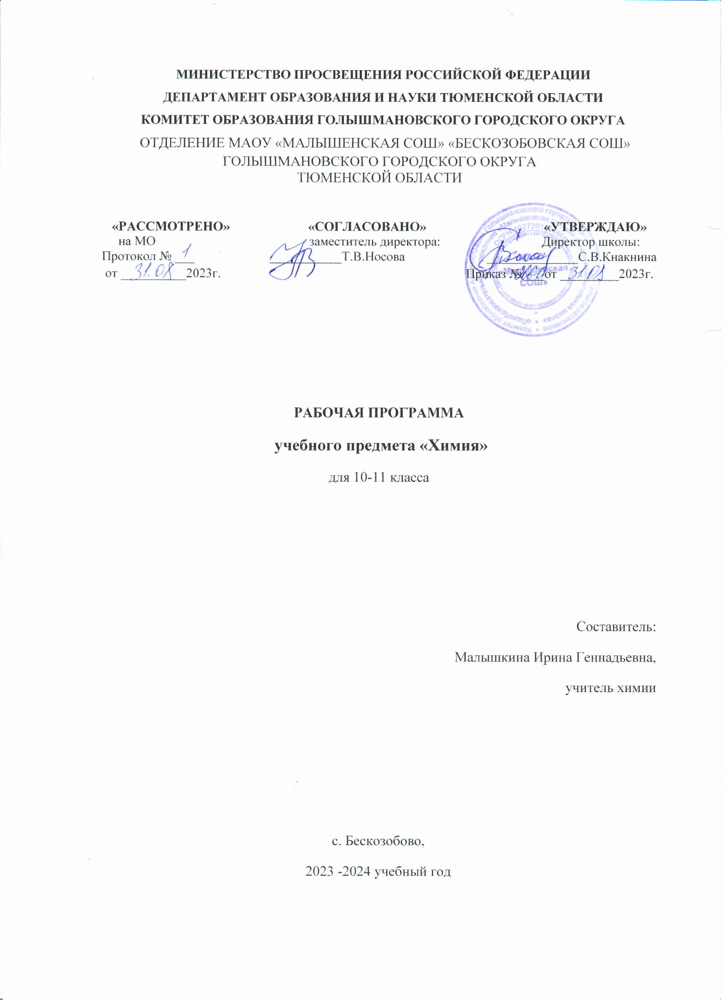 МИНИСТЕРСТВО ПРОСВЕЩЕНИЯ РОССИЙСКОЙ ФЕДЕРАЦИИ
ДЕПАРТАМЕНТ ОБРАЗОВАНИЯ И НАУКИ ТЮМЕНСКОЙ ОБЛАСТИ
КОМИТЕТ ОБРАЗОВАНИЯ ГОЛЫШМАНОВСКОГО ГОРОДСКОГО ОКРУГА
ОТДЕЛЕНИЕ МАОУ «МАЛЫШЕНСКАЯ СОШ» «БЕСКОЗОБОВСКАЯ СОШ»
ГОЛЫШМАНОВСКОГО ГОРОДСКОГО ОКРУГА
ТЮМЕНСКОЙ ОБЛАСТИ
«РАССМОТРЕНО»
на МО
Протокол № 1
от 31.08 2023г.
«СОГЛАСОВАНО»
заместитель директора:
Т.В.Носова
«УТВЕРЖДАЮ»
Директор школы:
С.В.Кнакнина
Приказ № от 31.08 2023г.
«Малышенская
СОШ»
РАБОЧАЯ ПРОГРАММА
учебного предмета «Химия»
для 10-11 класса
Составитель:
Малышкина Ирина Геннадьевна,
учитель химии
с. Бескозобово,
2023 -2024 учебный год